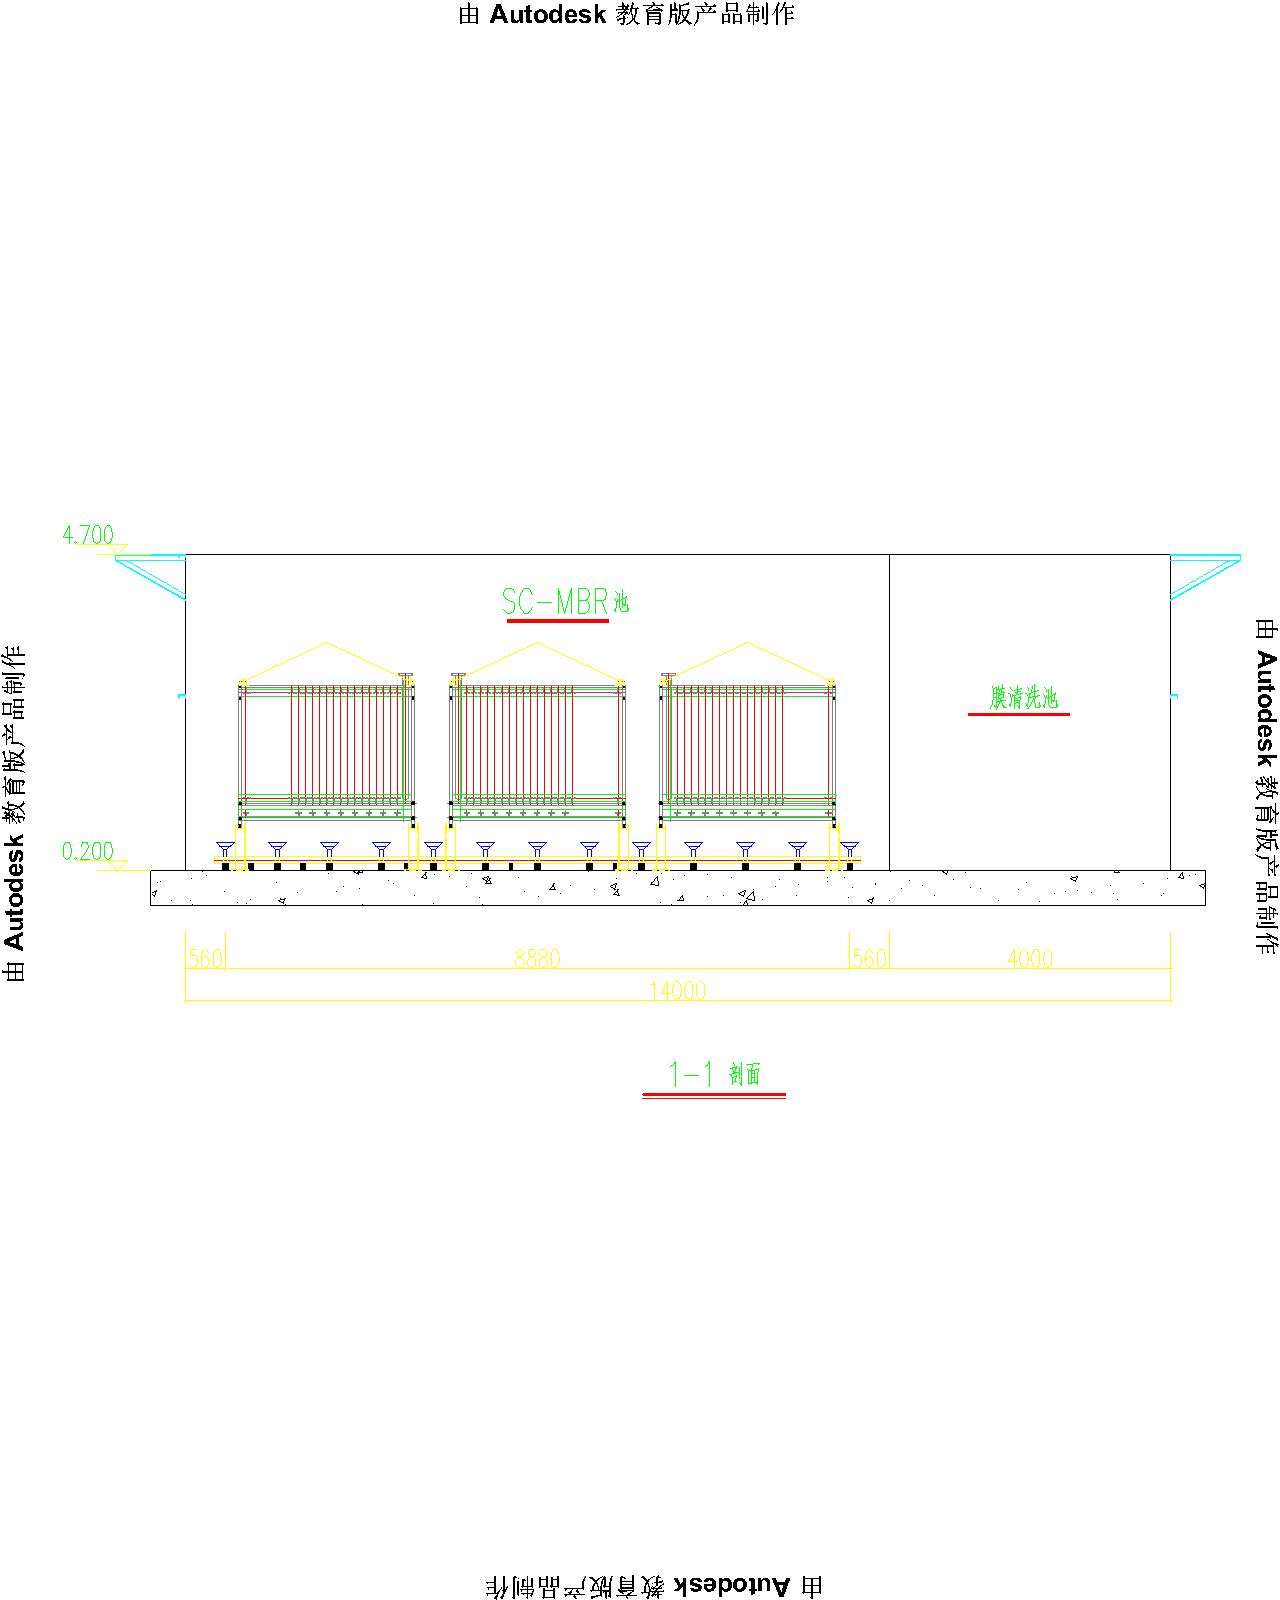 由 Autodesk 教育版产品制作
4.700
SC-MBR池
由 Autodesk 教育版产品制作
由 Autodesk 教育版产品制作
膜清洗池
0.200
560
8880
560
4000
14000
1-1 剖面
由 Autodesk 教育版产品制作